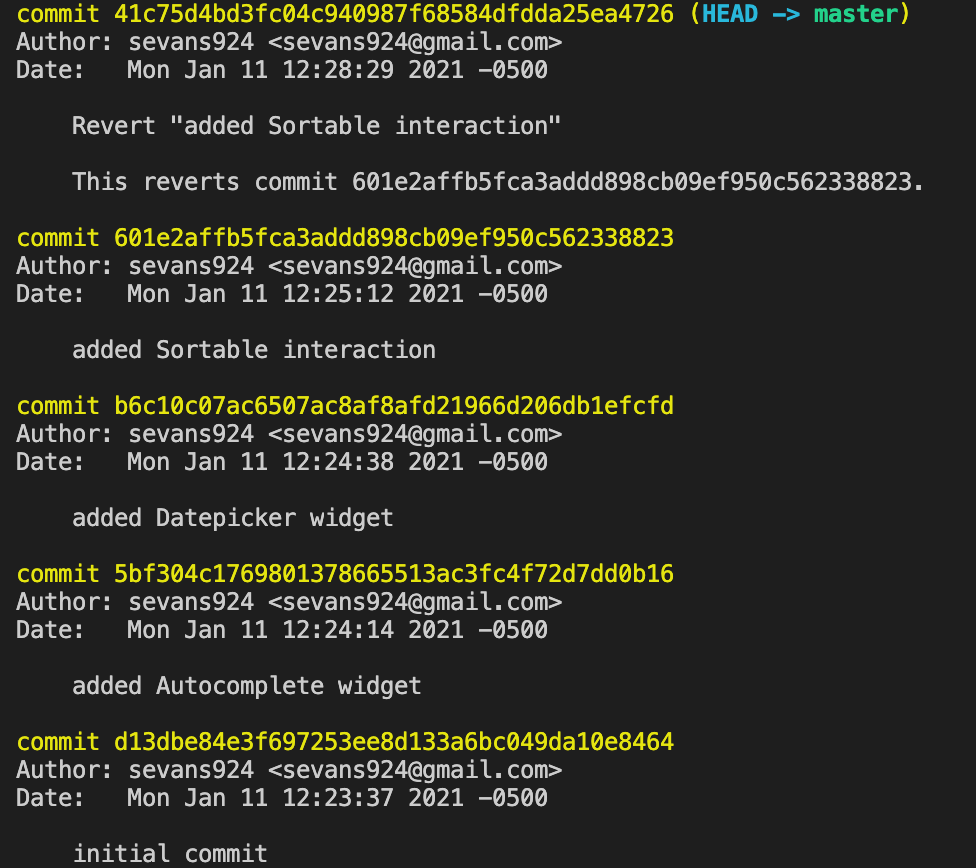 commit 41c75d4bd3fc04c940987f68584dfdda25ea4726 (HEAD -> master)
Author: sevans924 <sevans924@gmail.com>
Date:   Mon Jan 11 12:28:29 2021 -0500
Revert "added Sortable interaction"
This reverts commit 601e2affb5fca3addd898cb09ef950c562338823.
commit 601e2affb5fca3addd898cb09ef950c562338823
Author: sevans924 <sevans924@gmail.com>
Date:   Mon Jan 11 12:25:12 2021 -0500
added Sortable interaction
commit b6c10c07ac6507ac8af8afd21966d206db1efcfd
Author: sevans924 <sevans924@gmail.com>
Date:   Mon Jan 11 12:24:38 2021 -0500
added Datepicker widget
commit 5bf304c1769801378665513ac3fc4f72d7dd0b16
Author: sevans924 <sevans924@gmail.com>
Date:   Mon Jan 11 12:24:14 2021 -0500
added Autocomplete widget
commit d13dbe84e3f697253ee8d133a6bc049da10e8464
Author: sevans924 <sevans924@gmail.com>
Date:   Mon Jan 11 12:23:37 2021 -0500
initial commit